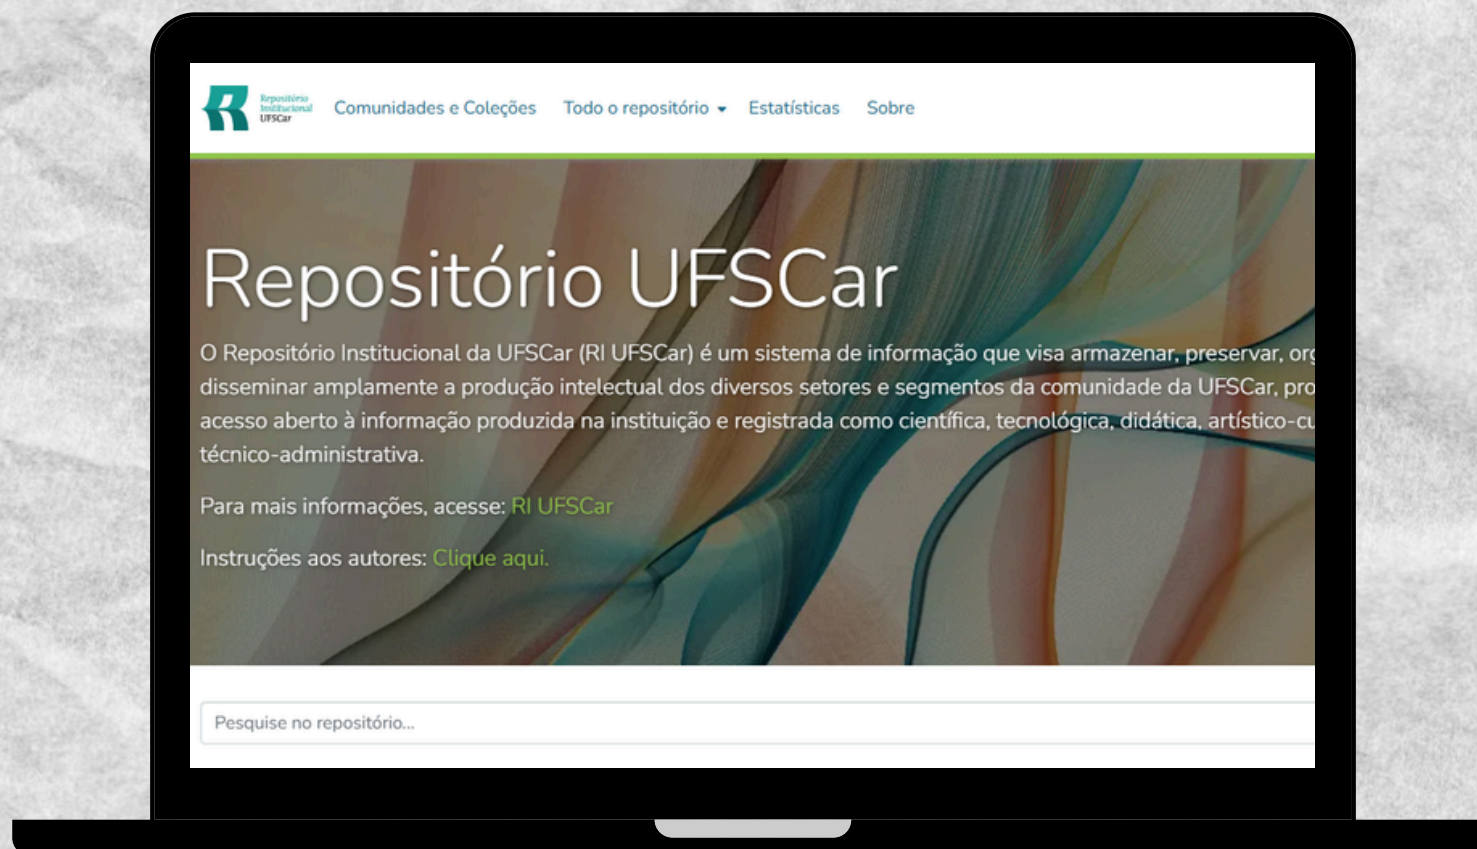 Repositório
Institucional
UFSCar
Comunidades e Coleções
Todo o repositório
Estatísticas
Sobre
Repositório UFSCar
O Repositório Institucional da UFSCar (RI UFSCar) é um sistema de informação que visa armazenar, preservar, org
disseminar amplamente a produção intelectual dos diversos setores e segmentos da comunidade da UFSCar, pro
acesso aberto à informação produzida na instituição e registrada como científica, tecnológica, didática, artístico-cu
técnico-administrativa.
Para mais informações, acesse: RI UFSCar
Instruções aos autores: Clique aqui.
Pesquise no repositório...